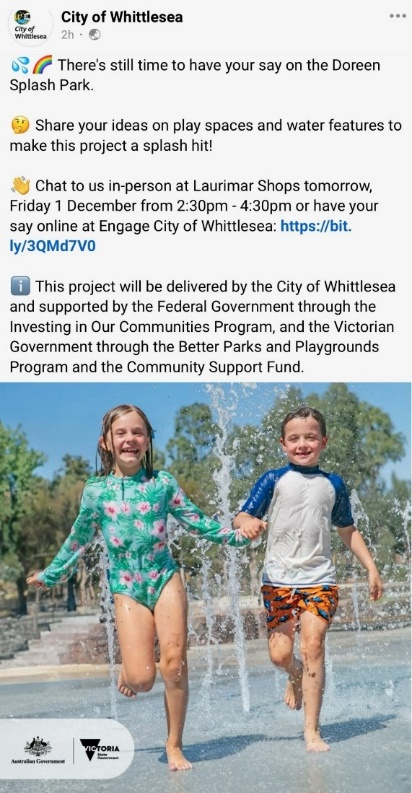 City of Whittlesea
City of
Whittlesea
2h ·
💦🌈 There's still time to have your say on the Doreen
Splash Park.
🤔 Share your ideas on play spaces and water features to
make this project a splash hit!
👋 Chat to us in-person at Laurimar Shops tomorrow,
Friday 1 December from 2:30pm - 4:30pm or have your
say online at Engage City of Whittlesea: https://bit.
ly/3QMd7V0
ℹ️ This project will be delivered by the City of Whittlesea
and supported by the Federal Government through the
Investing in Our Communities Program, and the Victorian
Government through the Better Parks and Playgrounds
Program and the Community Support Fund.
Australian Government
VICTORIA
State
Government